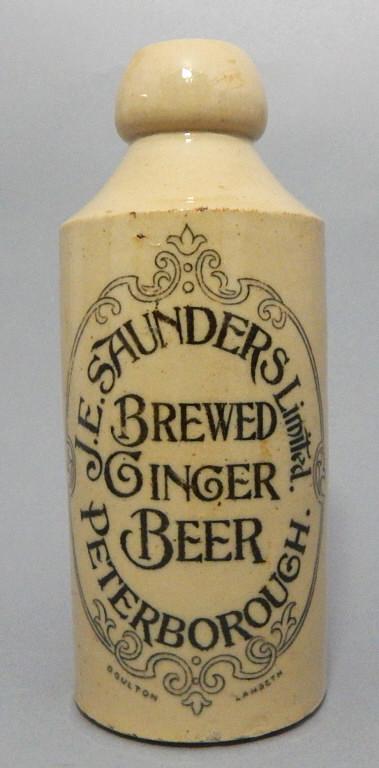 J.E. SAUNDERS Limited.
BREWED
GINGER
BEER
PETERBOROUGH.
DOULTON LAMBETH